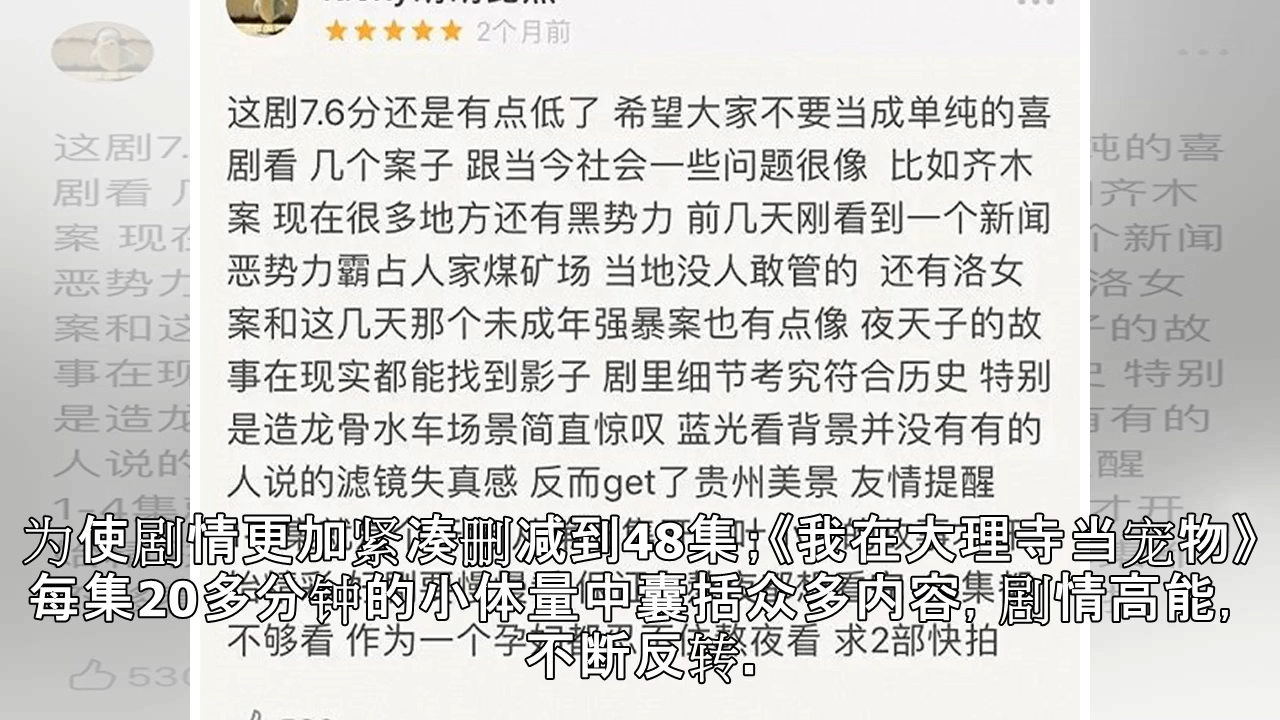 2个月前
这剧7.6分还是有点低了 希望大家不要当成单纯的喜
剧看 几个案子 跟当今社会一些问题很像 比如齐木
案 现在很多地方还有黑势力 前几天刚看到一个新闻
恶势力霸占人家煤矿场 当地没人敢管的 还有洛女
案和这几天那个未成年强暴案也有点像 夜天子的故
事在现实都能找到影子 剧里细节考究符合历史 特别
是造龙骨水车场景简直惊叹 蓝光看背景并没有有的
人说的滤镜失真感 反而get了贵州美景 友情提醒
为使剧情更加紧凑删减到48集;《我在大理寺当宠物》
每集20多分钟的小体量中囊括众多内容, 剧情高能,
不断反转.
不够看 作为一个孕妇都忍不住熬夜看 求2部快拍